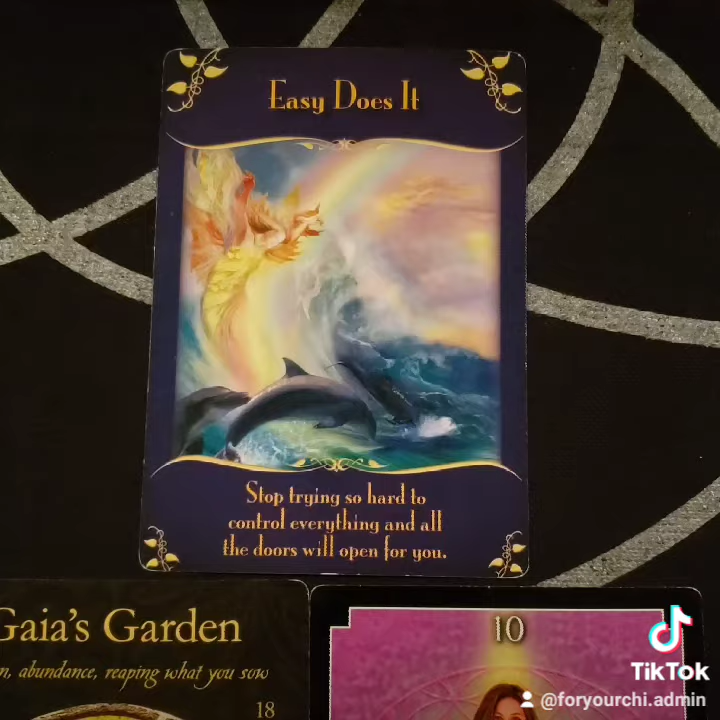 Easy Does It
Stop trying so hard to
control everything and all
the doors will open for you.
Gaia's Garden
abundance, reaping what you sow
18
10
TikTok
@foryourchi.admin